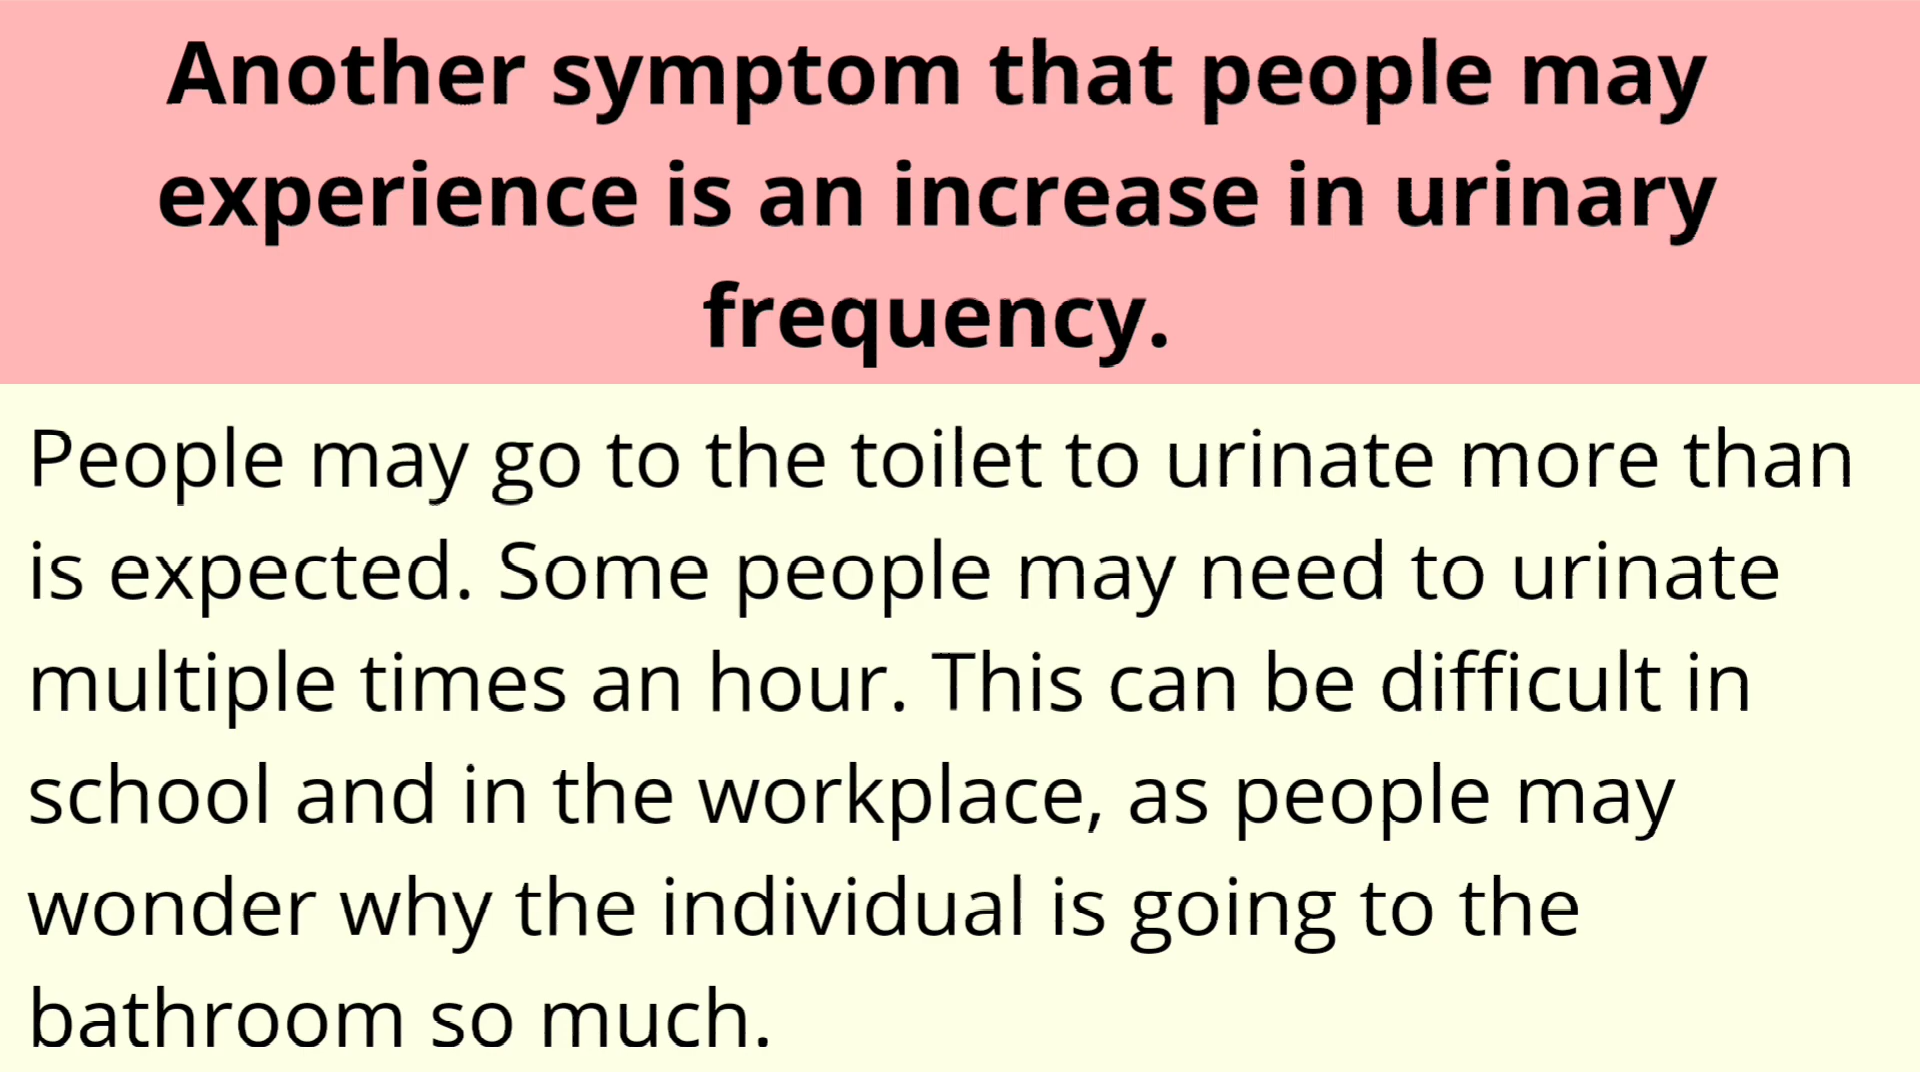 Another symptom that people may
experience is an increase in urinary
frequency.
People may go to the toilet to urinate more than
is expected. Some people may need to urinate
multiple times an hour. This can be difficult in
school and in the workplace, as people may
wonder why the individual is going to the
bathroom so much.